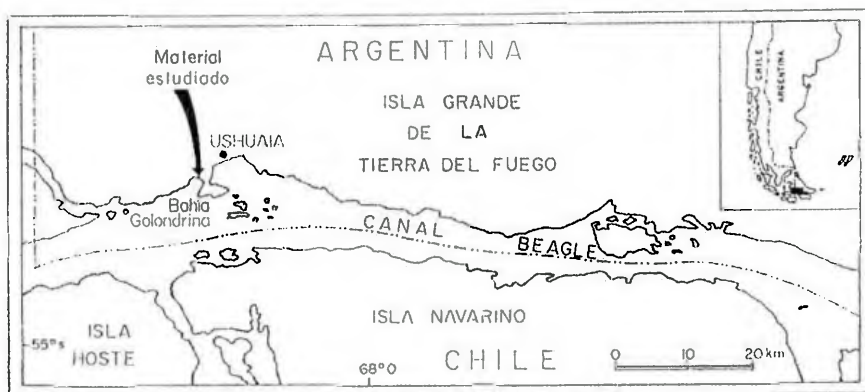 ARGENTINA
Material
estudiado
ISLA GRANDE
DE LA
TIERRA DEL FUEGO
USHUAIA
Bahía
Golondrina
CANAL
BEAGLE
ISLA NAVARINO
ISLA
HOSTE
CHILE
55°s
68°O
0 10 20 km
CHILE
ARGENTINA